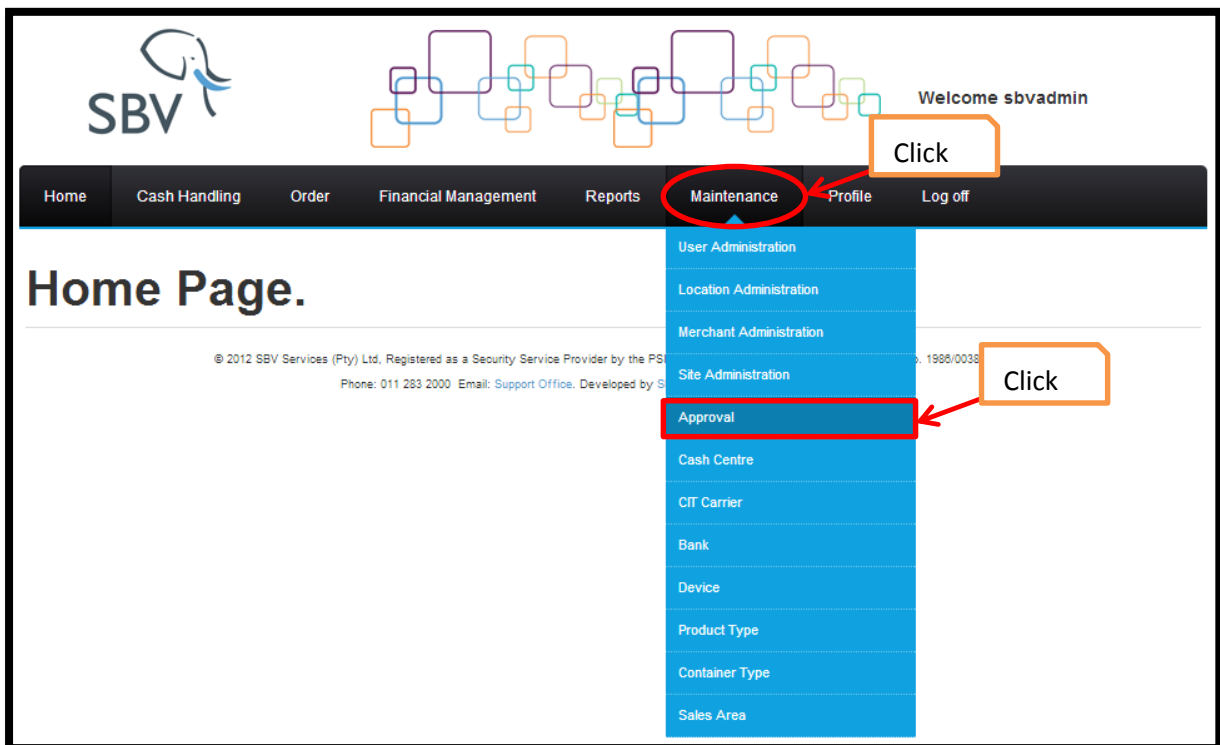 SBV
Welcome sbvadmin
Click
Home Cash Handling Order Financial Management Reports Maintenance Profile Log off
User Administration
Home Page.
Location Administration
Merchant Administration
© 2012 SBV Services (Pty) Ltd, Registered as a Security Service Provider by the PS
. 1986/0038
Site Administration
Click
Phone: 011 283 2000 Email: Support Office. Developed by S
Approval
Cash Centre
CIT Carrier
Bank
Device
Product Type
Container Type
Sales Area